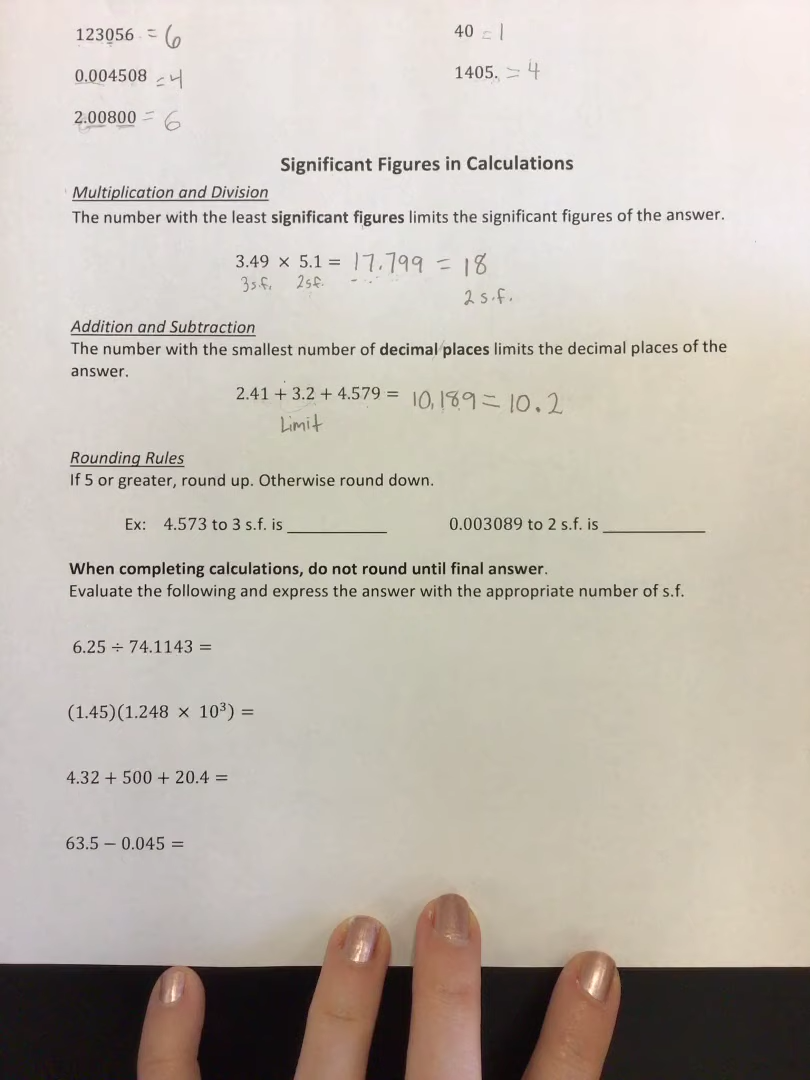 123056 = 6 40 = 1
0.004508 = 4 1405. = 4
2.00800 = 6
Significant Figures in Calculations
Multiplication and Division
The number with the least significant figures limits the significant figures of the answer.
3.49 × 5.1 = 17.799 = 18
3 s.f. 2 s.f. 2 s.f.
Addition and Subtraction
The number with the smallest number of decimal places limits the decimal places of the
answer.
2.41 + 3.2 + 4.579 = 10.189 = 10.2
Limit
Rounding Rules
If 5 or greater, round up. Otherwise round down.
Ex: 4.573 to 3 s.f. is __________ 0.003089 to 2 s.f. is __________
When completing calculations, do not round until final answer.
Evaluate the following and express the answer with the appropriate number of s.f.
6.25 ÷ 74.1143 =
(1.45)(1.248 × 10³) =
4.32 + 500 + 20.4 =
63.5 − 0.045 =